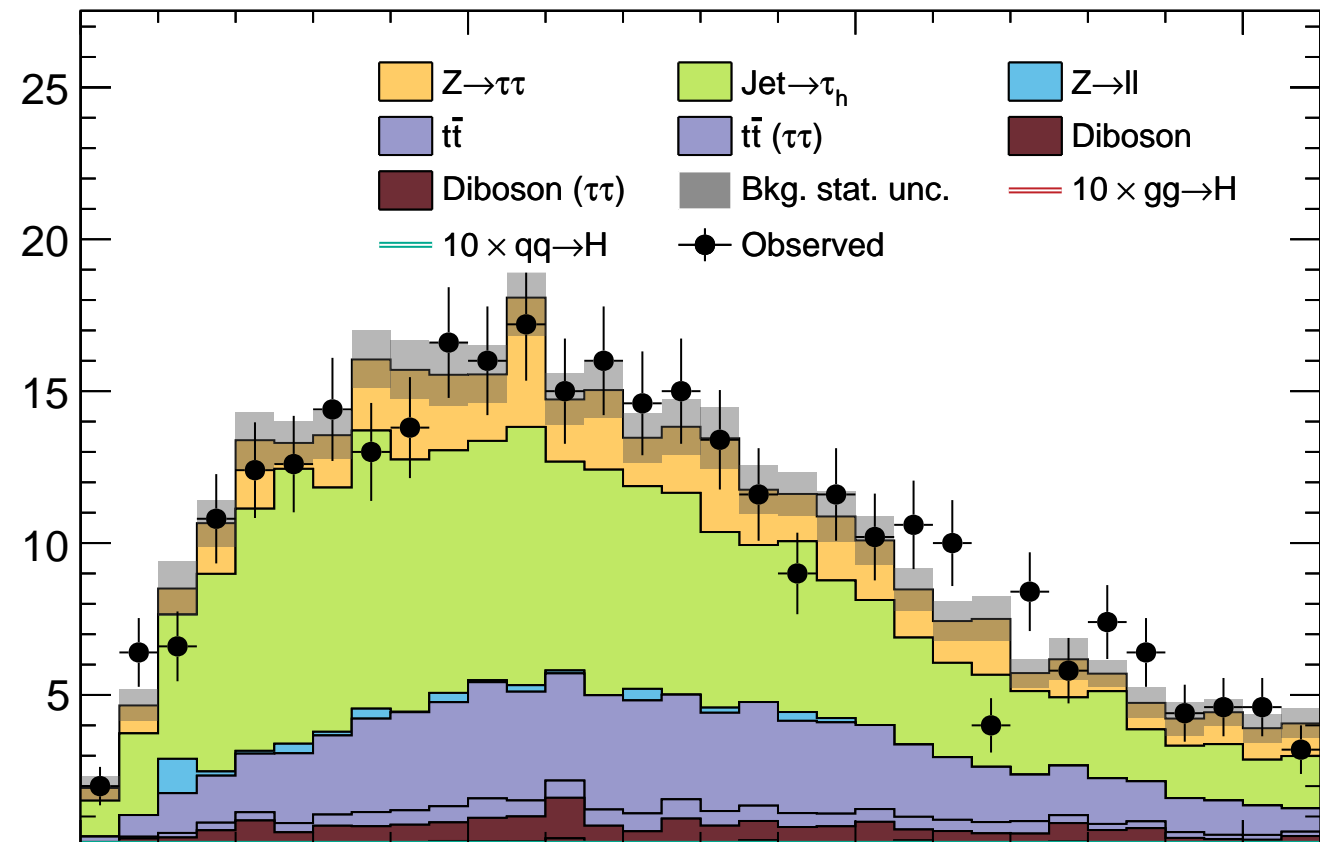 25
20
15
10
5
Z→ττ Jet→τh Z→ll
tt̄ tt̄ (ττ) Diboson
Diboson (ττ) Bkg. stat. unc. 10 × gg→H
10 × qq→H Observed